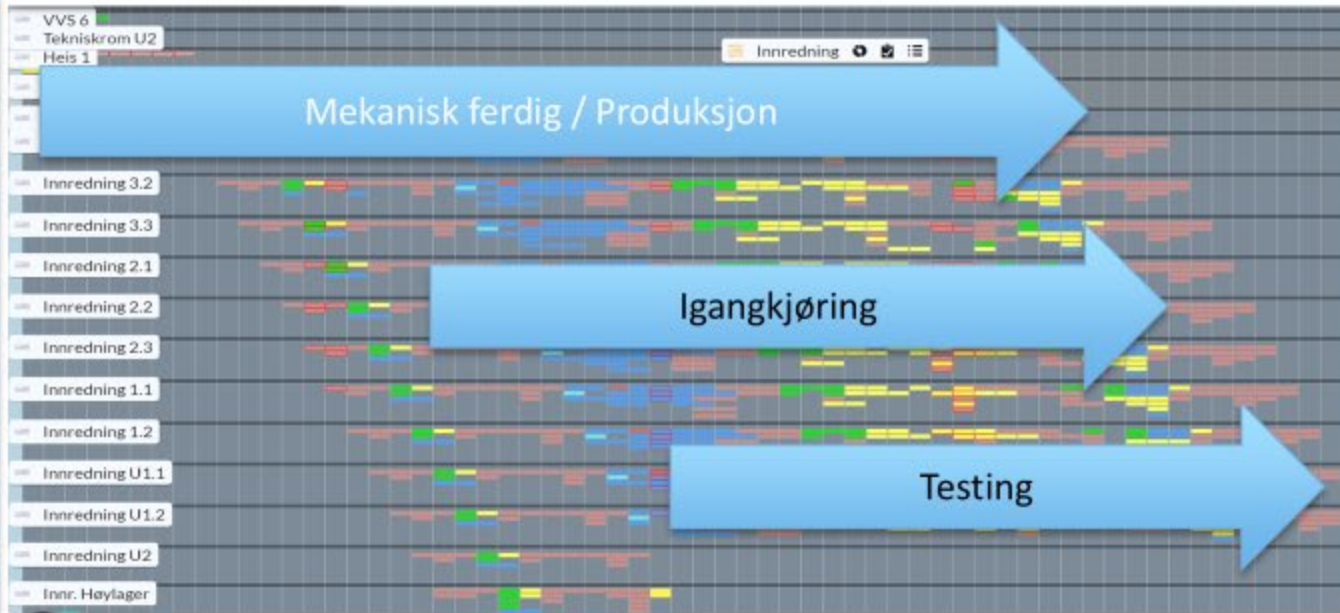 VVS 6
Tekniskrom U2
Heis 1
Innredning
Mekanisk ferdig / Produksjon
Innredning 3.2
Innredning 3.3
Innredning 2.1
Igangkjøring
Innredning 2.2
Innredning 2.3
Innredning 1.1
Innredning 1.2
Innredning U1.1
Testing
Innredning U1.2
Innredning U2
Innr. Høylager